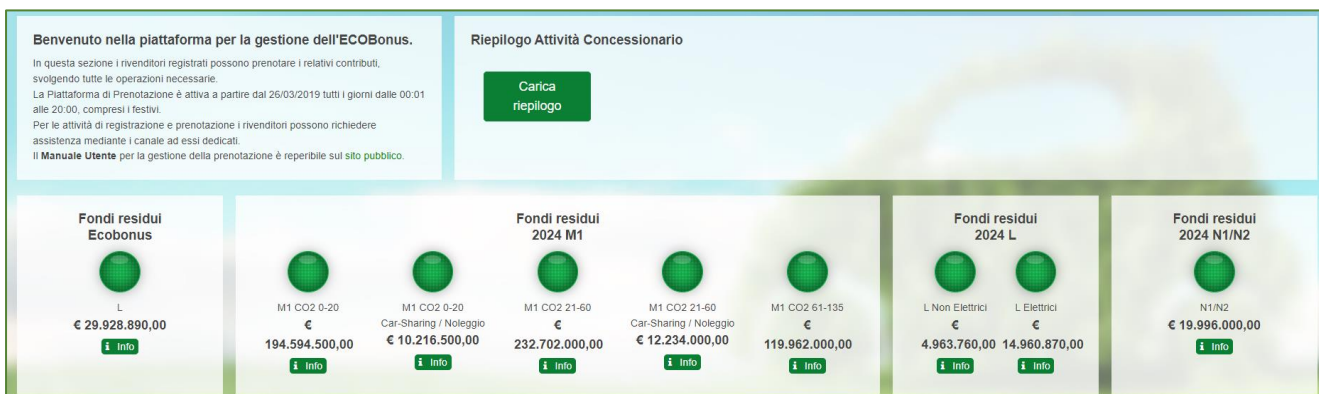 Benvenuto nella piattaforma per la gestione dell'ECOBonus.
In questa sezione i rivenditori registrati possono prenotare i relativi contributi,
svolgendo tutte le operazioni necessarie.
La Piattaforma di Prenotazione è attiva a partire dal 26/03/2019 tutti i giorni dalle 00:01
alle 20:00, compresi i festivi.
Per le attività di registrazione e prenotazione i rivenditori possono richiedere
assistenza mediante i canale ad essi dedicati.
Il Manuale Utente per la gestione della prenotazione è reperibile sul sito pubblico.
Riepilogo Attività Concessionario
Carica
riepilogo
Fondi residui
Ecobonus
L
€ 29.928.890,00
i Info
Fondi residui
2024 M1
M1 CO2 0-20
€
194.594.500,00
i Info
M1 CO2 0-20
Car-Sharing / Noleggio
€ 10.216.500,00
i Info
M1 CO2 21-60
€
232.702.000,00
i Info
M1 CO2 21-60
Car-Sharing / Noleggio
€ 12.234.000,00
i Info
M1 CO2 61-135
€
119.962.000,00
i Info
Fondi residui
2024 L
L Non Elettrici
€
4.963.760,00
i Info
L Elettrici
€
14.960.870,00
i Info
Fondi residui
2024 N1/N2
N1/N2
€ 19.996.000,00
i Info